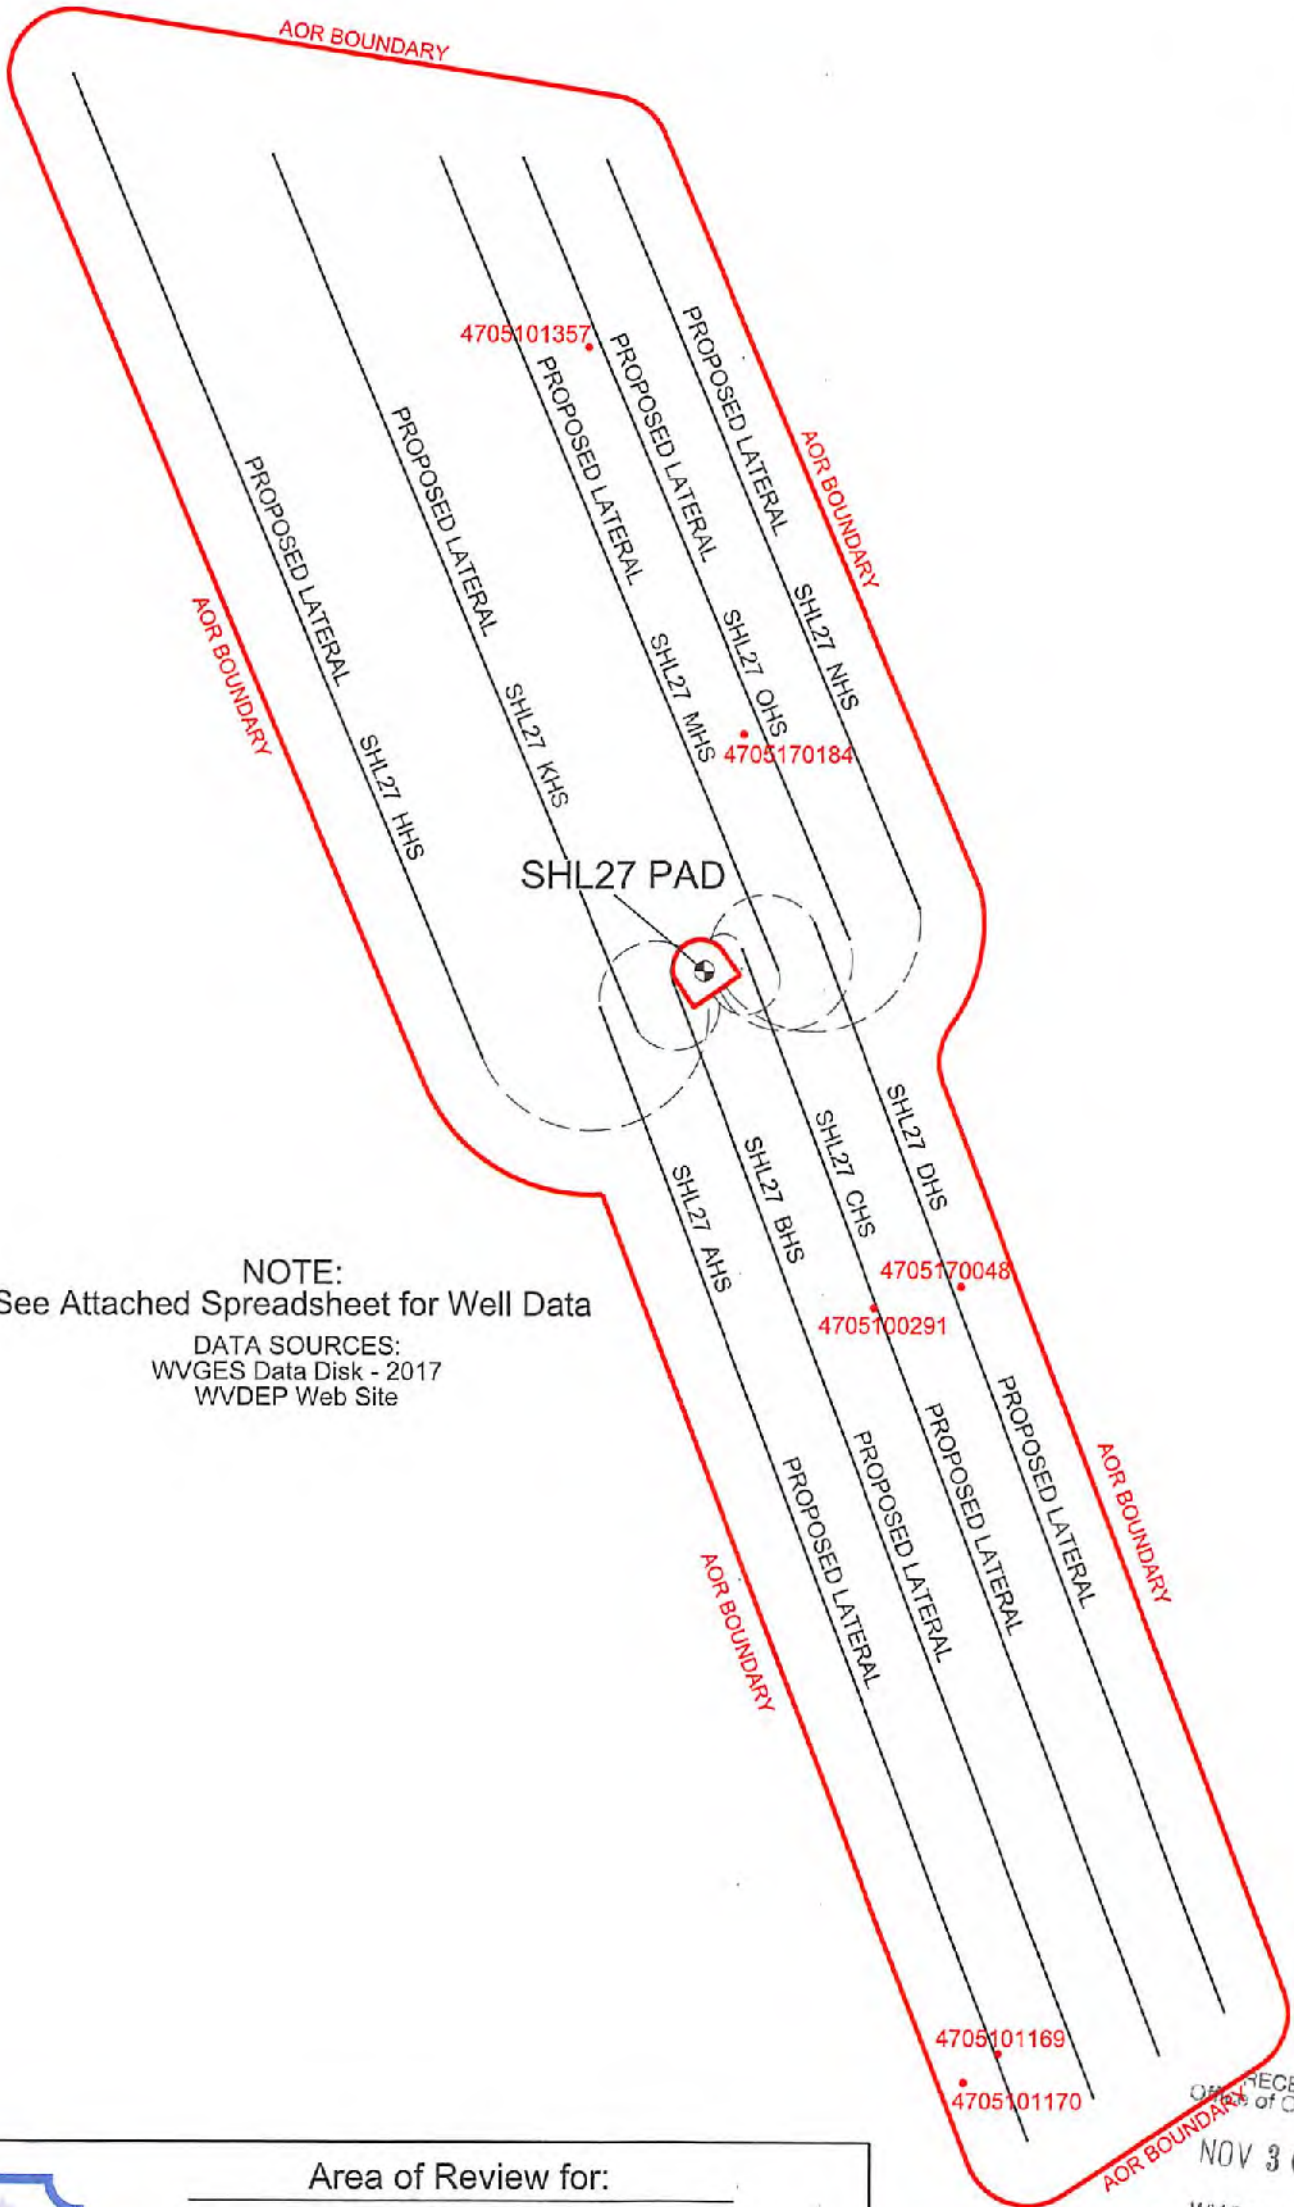 AOR BOUNDARY
4705101357
PROPOSED LATERAL
PROPOSED LATERAL
PROPOSED LATERAL
AOR BOUNDARY
PROPOSED LATERAL
PROPOSED LATERAL
AOR BOUNDARY
SHL27 NHS
SHL27 OHS
SHL27 MHS
SHL27 KHS
SHL27 HHS
4705170184
SHL27 PAD
SHL27 DHS
SHL27 CHS
SHL27 BHS
SHL27 AHS
4705170048
4705100291
NOTE:
See Attached Spreadsheet for Well Data
DATA SOURCES:
WVGES Data Disk - 2017
WVDEP Web Site
PROPOSED LATERAL
PROPOSED LATERAL
PROPOSED LATERAL
PROPOSED LATERAL
AOR BOUNDARY
AOR BOUNDARY
4705101169
4705101170
AOR BOUNDARY
Office of
NOV 3
Area of Review for: